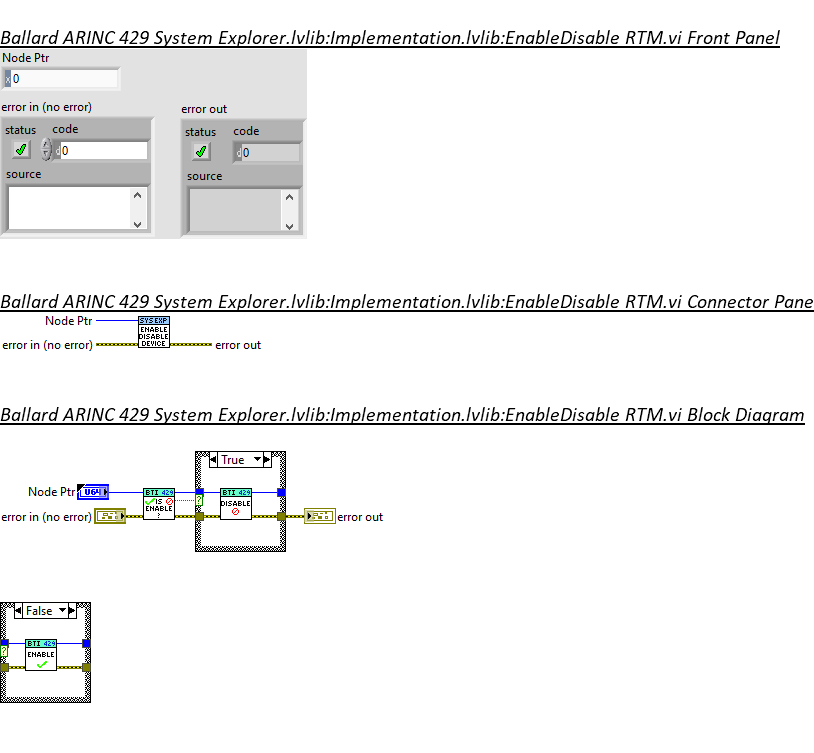 Ballard ARINC 429 System Explorer.lvlib:Implementation.lvlib:EnableDisable RTM.vi Front Panel
Node Ptr
x 0
error in (no error)
error out
status code
status code
d 0
d 0
source
source
Ballard ARINC 429 System Explorer.lvlib:Implementation.lvlib:EnableDisable RTM.vi Connector Pane
Node Ptr
SYS EXP
ENABLE
DISABLE
DEVICE
error in (no error)
error out
Ballard ARINC 429 System Explorer.lvlib:Implementation.lvlib:EnableDisable RTM.vi Block Diagram
True
Node Ptr
U64
BTI 429
IS
ENABLE
?
?
BTI 429
DISABLE
error in (no error)
error out
False
?
BTI 429
ENABLE